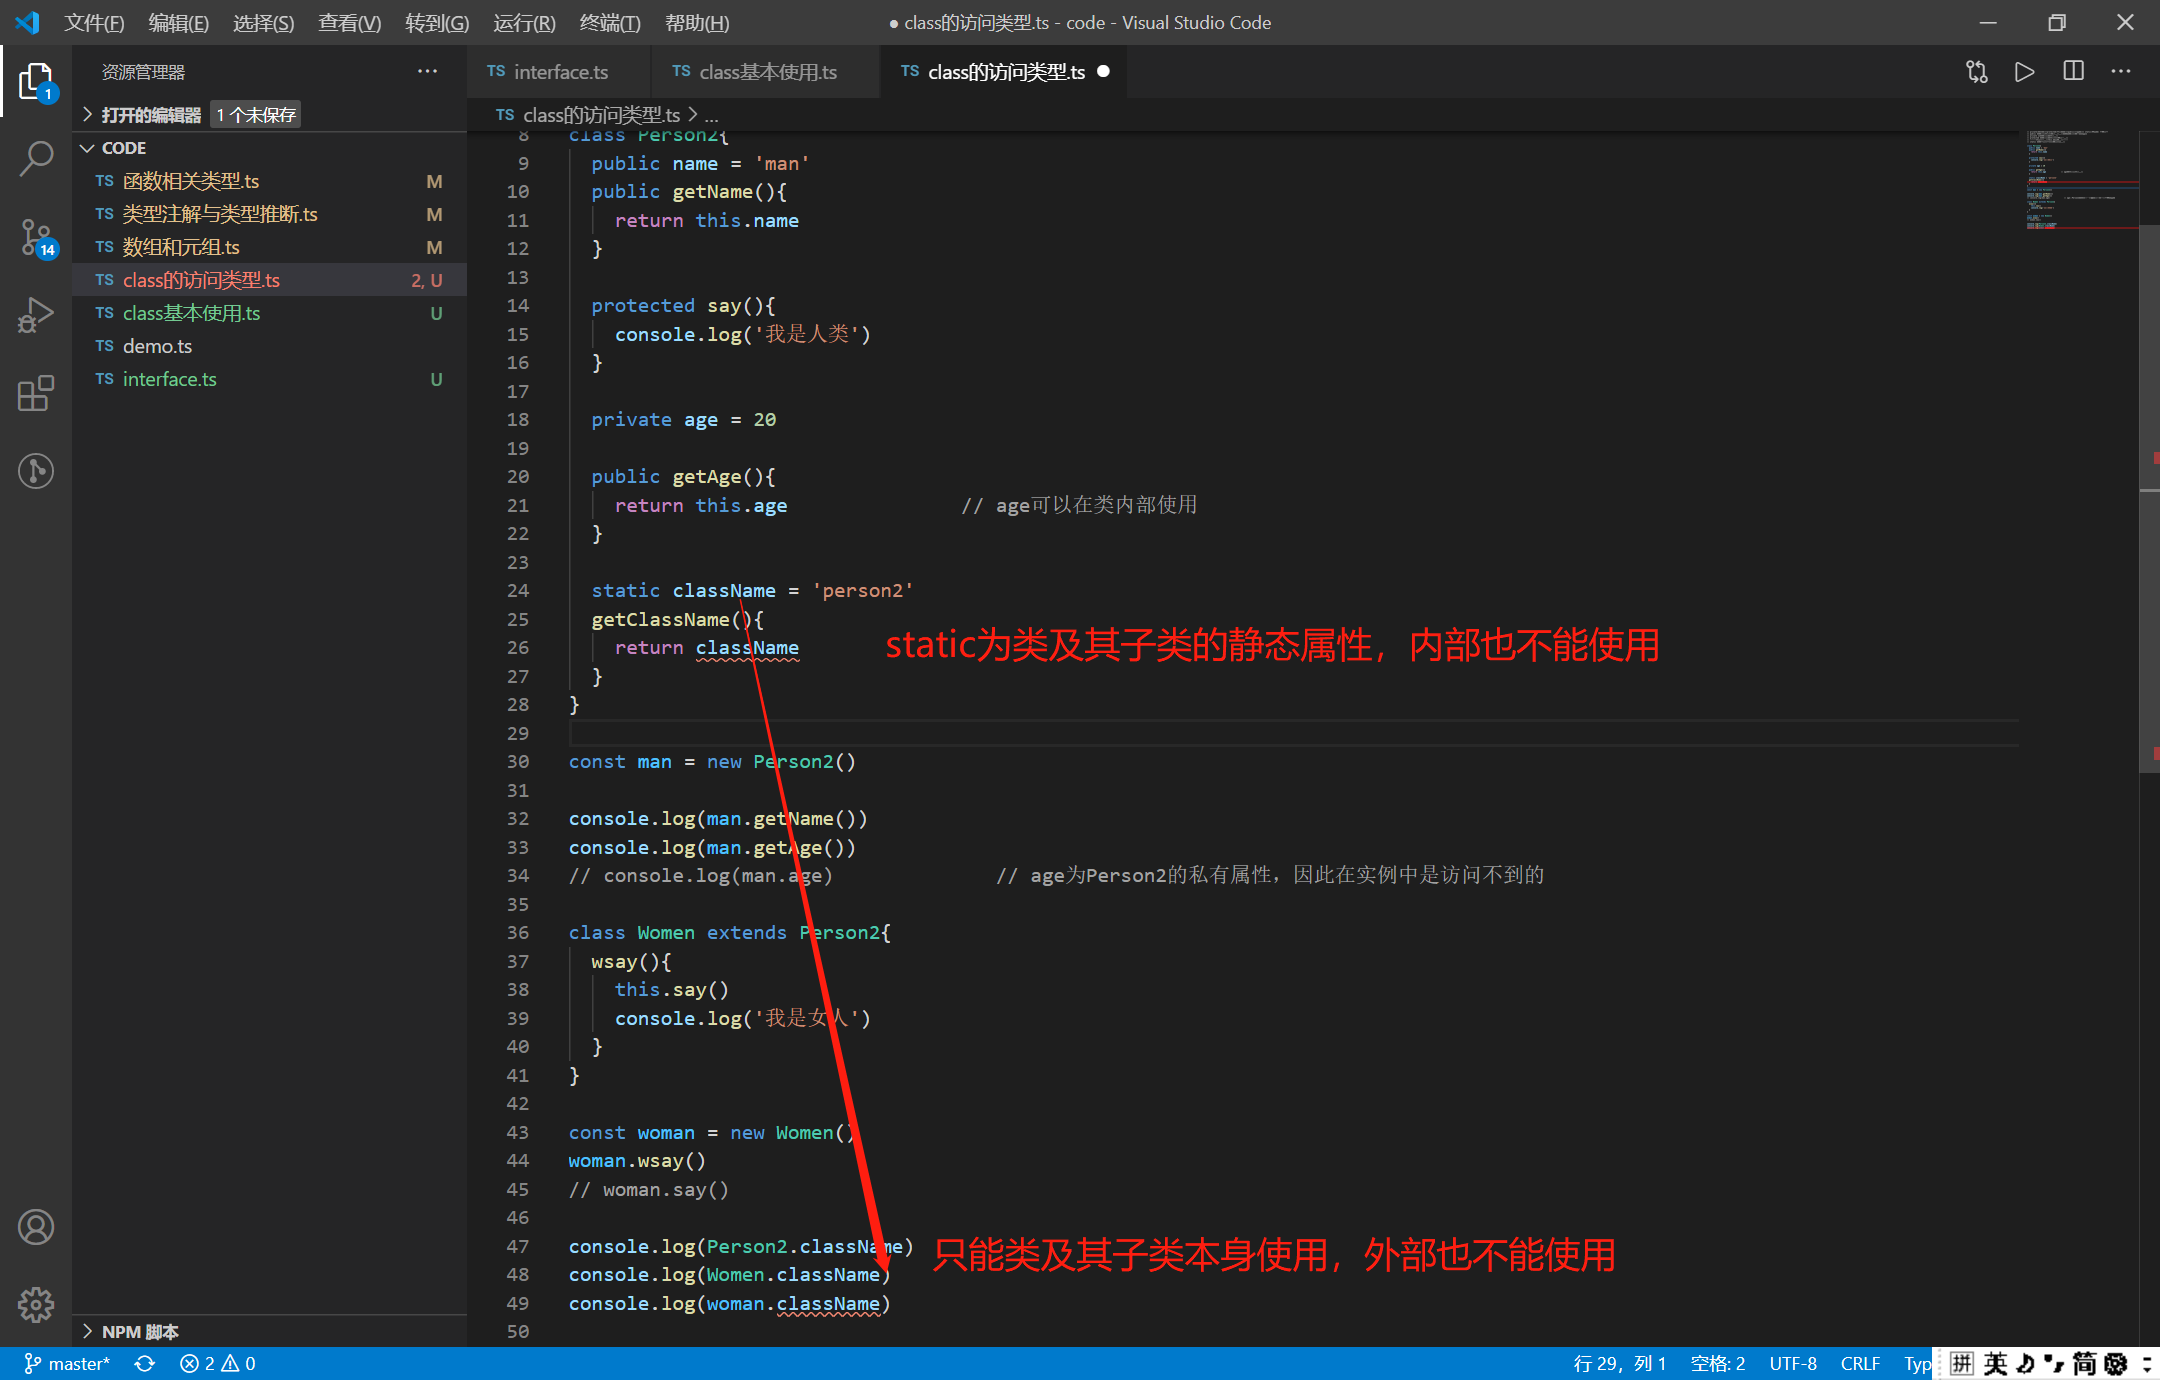 文件(F) 编辑(E) 选择(S) 查看(V) 转到(G) 运行(R) 终端(T) 帮助(H)
● class的访问类型.ts - code - Visual Studio Code
资源管理器
TS interface.ts
TS class基本使用.ts
TS class的访问类型.ts
打开的编辑器 1 个未保存
CODE
TS 函数相关类型.ts M
TS 类型注解与类型推断.ts M
TS 数组和元组.ts M
TS class的访问类型.ts 2, U
TS class基本使用.ts U
TS demo.ts
TS interface.ts U
NPM 脚本
1
14
TS class的访问类型.ts > ...
8 class Person2{
9 public name = 'man'
10 public getName(){
11 return this.name
12 }
13
14 protected say(){
15 console.log('我是人类')
16 }
17
18 private age = 20
19
20 public getAge(){
21 return this.age // age可以在类内部使用
22 }
23
24 static className = 'person2'
25 getClassName(){
26 return className
static为类及其子类的静态属性，内部也不能使用
27 }
28 }
29
30 const man = new Person2()
31
32 console.log(man.getName())
33 console.log(man.getAge())
34 // console.log(man.age) // age为Person2的私有属性，因此在实例中是访问不到的
35
36 class Women extends Person2{
37 wsay(){
38 this.say()
39 console.log('我是女人')
40 }
41 }
42
43 const woman = new Women()
44 woman.wsay()
45 // woman.say()
46
47 console.log(Person2.className)
只能类及其子类本身使用，外部也不能使用
48 console.log(Women.className)
49 console.log(woman.className)
50
master* 2 0
行 29，列 1 空格: 2 UTF-8 CRLF Typ
拼 英 简